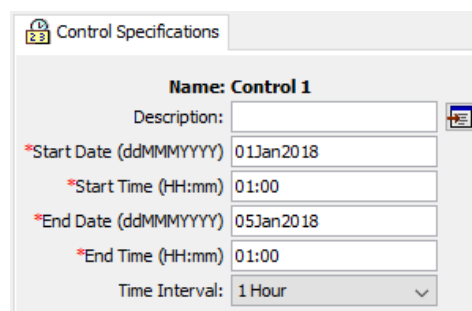 Control Specifications
Name: Control 1
Description:
*Start Date (ddMMMYYYY) 01Jan2018
*Start Time (HH:mm) 01:00
*End Date (ddMMMYYYY) 05Jan2018
*End Time (HH:mm) 01:00
Time Interval: 1 Hour